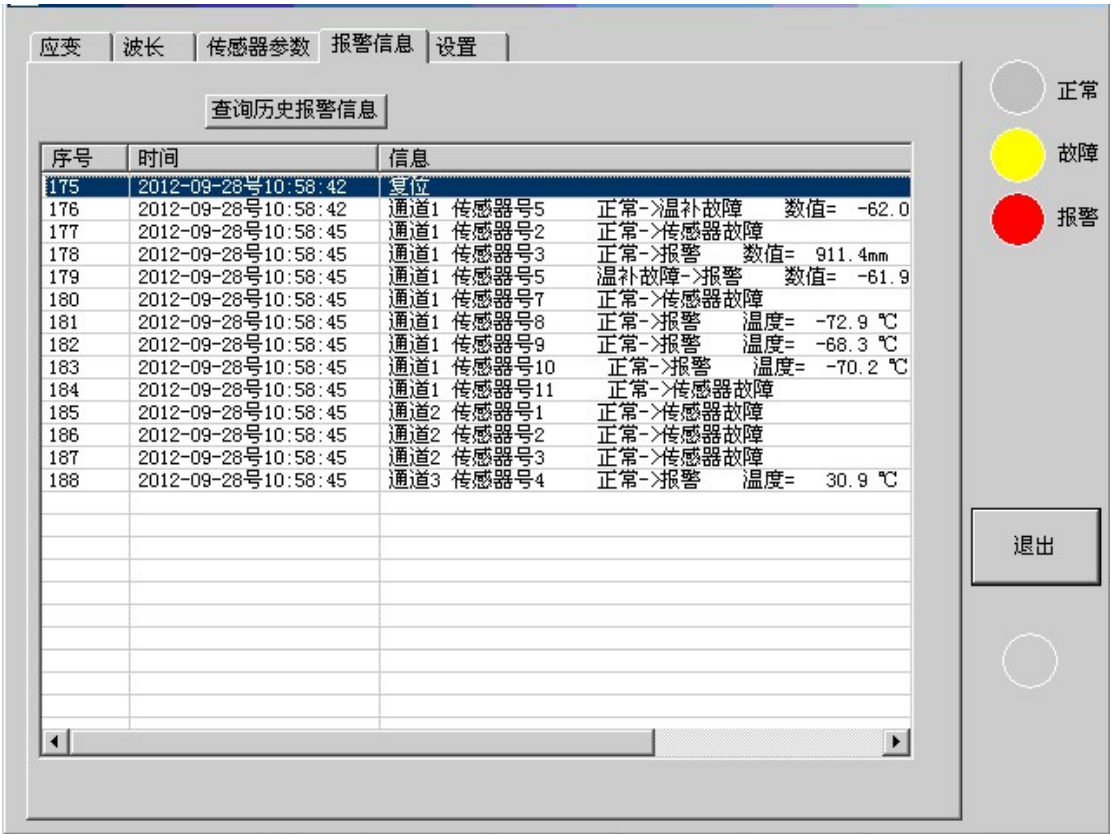 应变 波长 传感器参数 报警信息 设置
正常
查询历史报警信息
故障
序号 时间 信息
175 2012-09-28号10:58:42 复位
176 2012-09-28号10:58:42 通道1 传感器号5 正常->温补故障 数值= -62.0
报警
177 2012-09-28号10:58:45 通道1 传感器号2 正常->传感器故障
178 2012-09-28号10:58:45 通道1 传感器号3 正常->报警 数值= 911.4mm
179 2012-09-28号10:58:45 通道1 传感器号5 温补故障->报警 数值= -61.9
180 2012-09-28号10:58:45 通道1 传感器号7 正常->传感器故障
181 2012-09-28号10:58:45 通道1 传感器号8 正常->报警 温度= -72.9 ℃
182 2012-09-28号10:58:45 通道1 传感器号9 正常->报警 温度= -68.3 ℃
183 2012-09-28号10:58:45 通道1 传感器号10 正常->报警 温度= -70.2 ℃
184 2012-09-28号10:58:45 通道1 传感器号11 正常->传感器故障
185 2012-09-28号10:58:45 通道2 传感器号1 正常->传感器故障
186 2012-09-28号10:58:45 通道2 传感器号2 正常->传感器故障
187 2012-09-28号10:58:45 通道2 传感器号3 正常->传感器故障
188 2012-09-28号10:58:45 通道3 传感器号4 正常->报警 温度= 30.9 ℃
退出